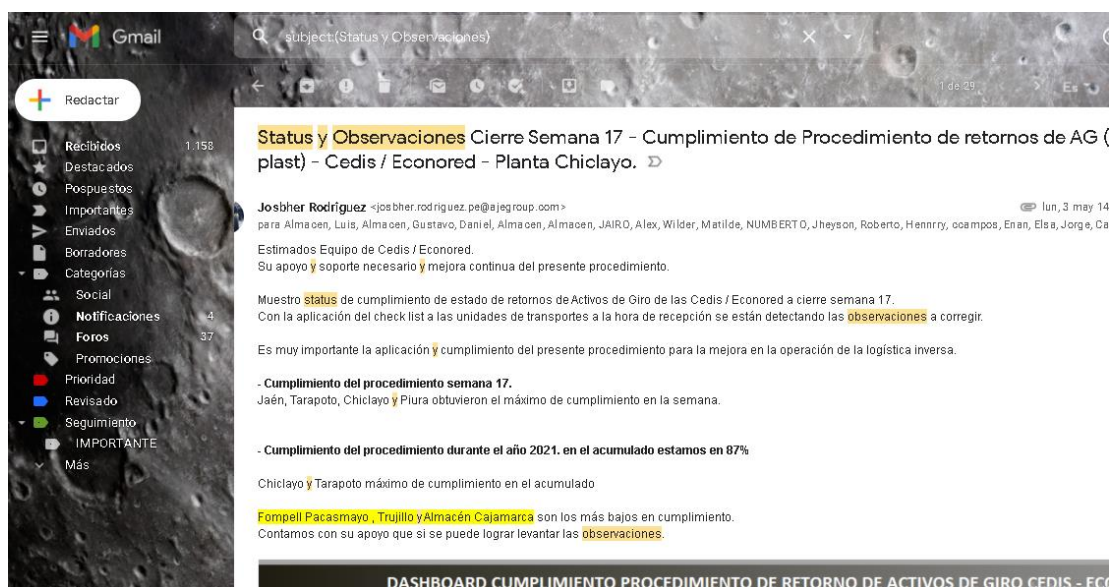 Gmail
subject:(Status y Observaciones)
Redactar
1 de 29
Es
Recibidos 1.158
Destacados
Pospuestos
Importantes
Enviados
Borradores
Categorías
Social
Notificaciones 4
Foros 37
Promociones
Prioridad
Revisado
Seguimiento
IMPORTANTE
Más
Status y Observaciones Cierre Semana 17 - Cumplimiento de Procedimiento de retornos de AG (
plast) - Cedis / Econored - Planta Chiclayo.
Josbher Rodriguez <josbher.rodriguez.pe@ajegroup.com> lun, 3 may 14
para Almacen, Luis, Almacen, Gustavo, Daniel, Almacen, Almacen, JAIRO, Alex, Wilder, Matilde, NUMBERTO, Jheyson, Roberto, Hennrry, ocampos, Enan, Elsa, Jorge, Ca
Estimados Equipo de Cedis / Econored.
Su apoyo y soporte necesario y mejora continua del presente procedimiento.
Muestro status de cumplimiento de estado de retornos de Activos de Giro de las Cedis / Econored a cierre semana 17.
Con la aplicación del check list a las unidades de transportes a la hora de recepción se están detectando las observaciones a corregir.
Es muy importante la aplicación y cumplimiento del presente procedimiento para la mejora en la operación de la logística inversa.
- Cumplimiento del procedimiento semana 17.
Jaén, Tarapoto, Chiclayo y Piura obtuvieron el máximo de cumplimiento en la semana.
- Cumplimiento del procedimiento durante el año 2021. en el acumulado estamos en 87%
Chiclayo y Tarapoto máximo de cumplimiento en el acumulado
Fompell Pacasmayo , Trujillo y Almacén Cajamarca son los más bajos en cumplimiento.
Contamos con su apoyo que si se puede lograr levantar las observaciones.
DASHBOARD CUMPLIMIENTO PROCEDIMIENTO DE RETORNO DE ACTIVOS DE GIRO CEDIS - ECO